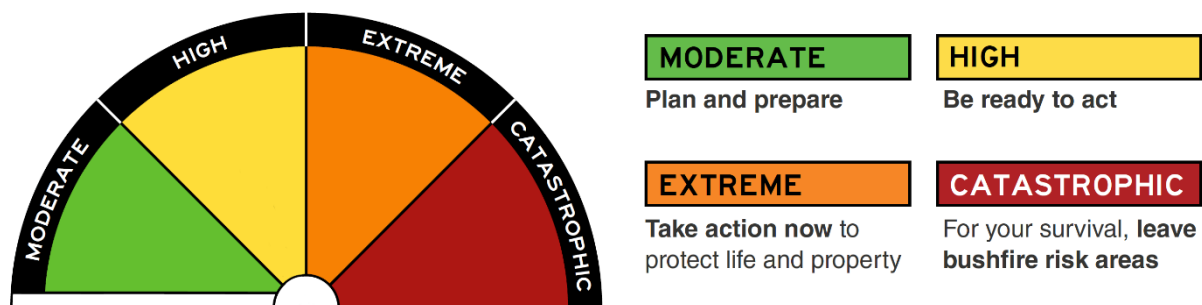 MODERATE
HIGH
EXTREME
CATASTROPHIC
MODERATE
Plan and prepare
HIGH
Be ready to act
EXTREME
Take action now to
protect life and property
CATASTROPHIC
For your survival, leave
bushfire risk areas